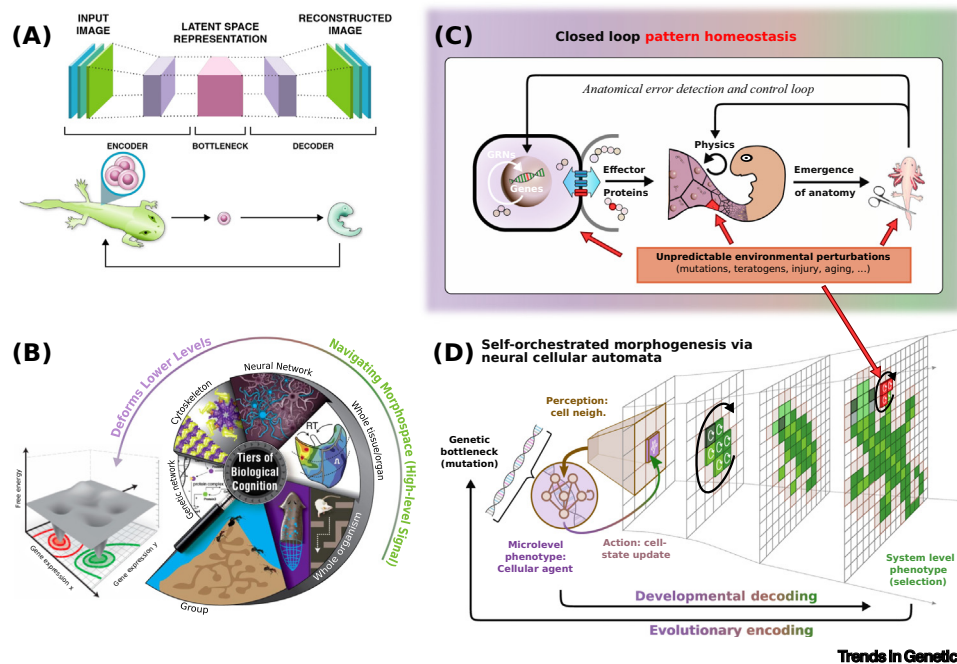 (A)
INPUT
IMAGE
LATENT SPACE
REPRESENTATION
RECONSTRUCTED
IMAGE
ENCODER
BOTTLENECK
DECODER
(B)
Deforms Lower Levels
Navigating Morphospace (High-level Signal)
Cytoskeleton
Neural Network
Whole tissue/organ
RT
Genetic network
protein complex
Tiers of
Biological
Cognition
Whole organism
Group
Free energy
Gene expression x
Gene expression y
(C)
Closed loop pattern homeostasis
Anatomical error detection and control loop
GRNs
Genes
Effector
Proteins
Physics
Emergence
of anatomy
Unpredictable environmental perturbations
(mutations, teratogens, injury, aging, ...)
(D)
Self-orchestrated morphogenesis via
neural cellular automata
Perception:
cell neigh.
Genetic
bottleneck
(mutation)
Microlevel
phenotype:
Cellular agent
Action: cell-
state update
System level
phenotype
(selection)
Developmental decoding
Evolutionary encoding
Trends in Genetic